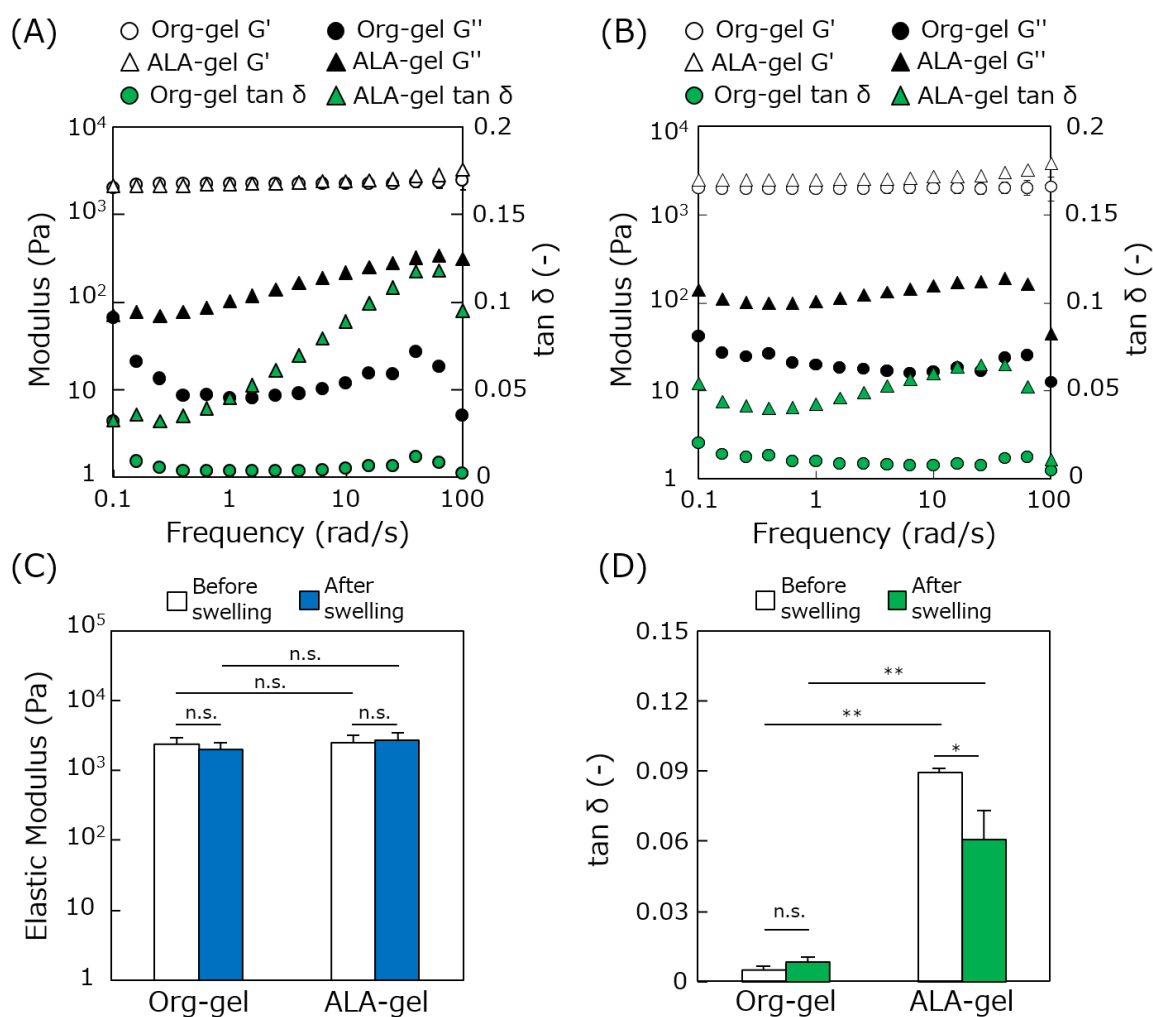 (A)
Org-gel G' Org-gel G''
ALA-gel G' ALA-gel G''
Org-gel tan δ ALA-gel tan δ
10⁴ 0.2
10³ 0.15
10² 0.1
10 0.05
1 0
Modulus (Pa)
tan δ (-)
0.1 1 10 100
Frequency (rad/s)
(B)
Org-gel G' Org-gel G''
ALA-gel G' ALA-gel G''
Org-gel tan δ ALA-gel tan δ
10⁴ 0.2
10³ 0.15
10² 0.1
10 0.05
1 0
Modulus (Pa)
tan δ (-)
0.1 1 10 100
Frequency (rad/s)
(C)
Before After
swelling swelling
10⁵
10⁴
10³
10²
10
1
Elastic Modulus (Pa)
n.s.
n.s.
n.s. n.s.
Org-gel ALA-gel
(D)
Before After
swelling swelling
0.15
0.12
0.09
0.06
0.03
0
tan δ (-)
**
**
*
n.s.
Org-gel ALA-gel